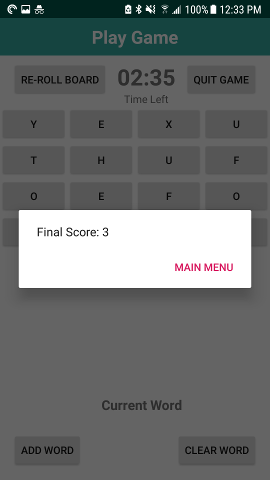 100% 12:33 PM
Play Game
RE-ROLL BOARD 02:35 QUIT GAME
Time Left
Y E X U
T H U F
O E F O
Final Score: 3
MAIN MENU
Current Word
ADD WORD CLEAR WORD